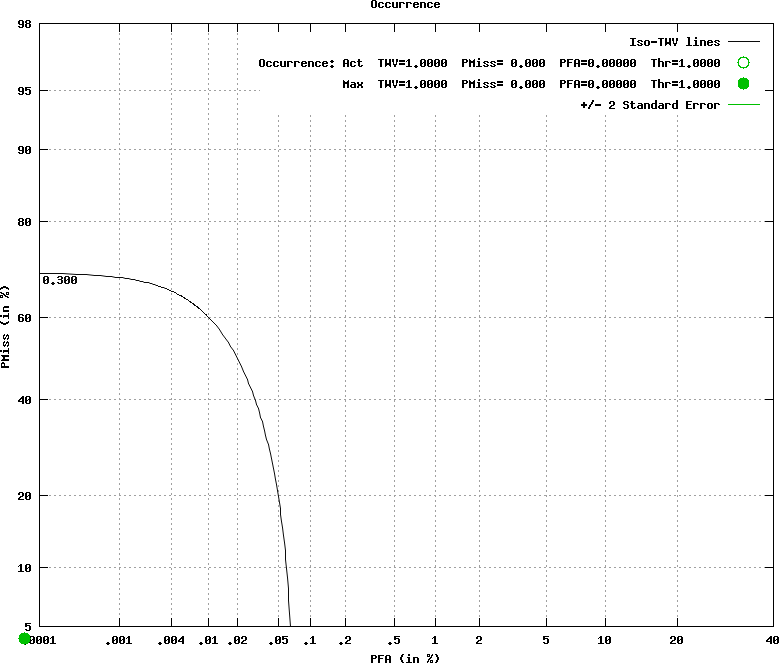 Occurrence
Iso-TWV lines
Occurrence: Act TWV=1.0000 PMiss= 0.000 PFA=0.00000 Thr=1.0000
Max TWV=1.0000 PMiss= 0.000 PFA=0.00000 Thr=1.0000
+/- 2 Standard Error
98
95
90
80
60
40
20
10
5
PMiss (in %)
0.300
0001 .001 .004 .01 .02 .05 .1 .2 .5 1 2 5 10 20 40
PFA (in %)